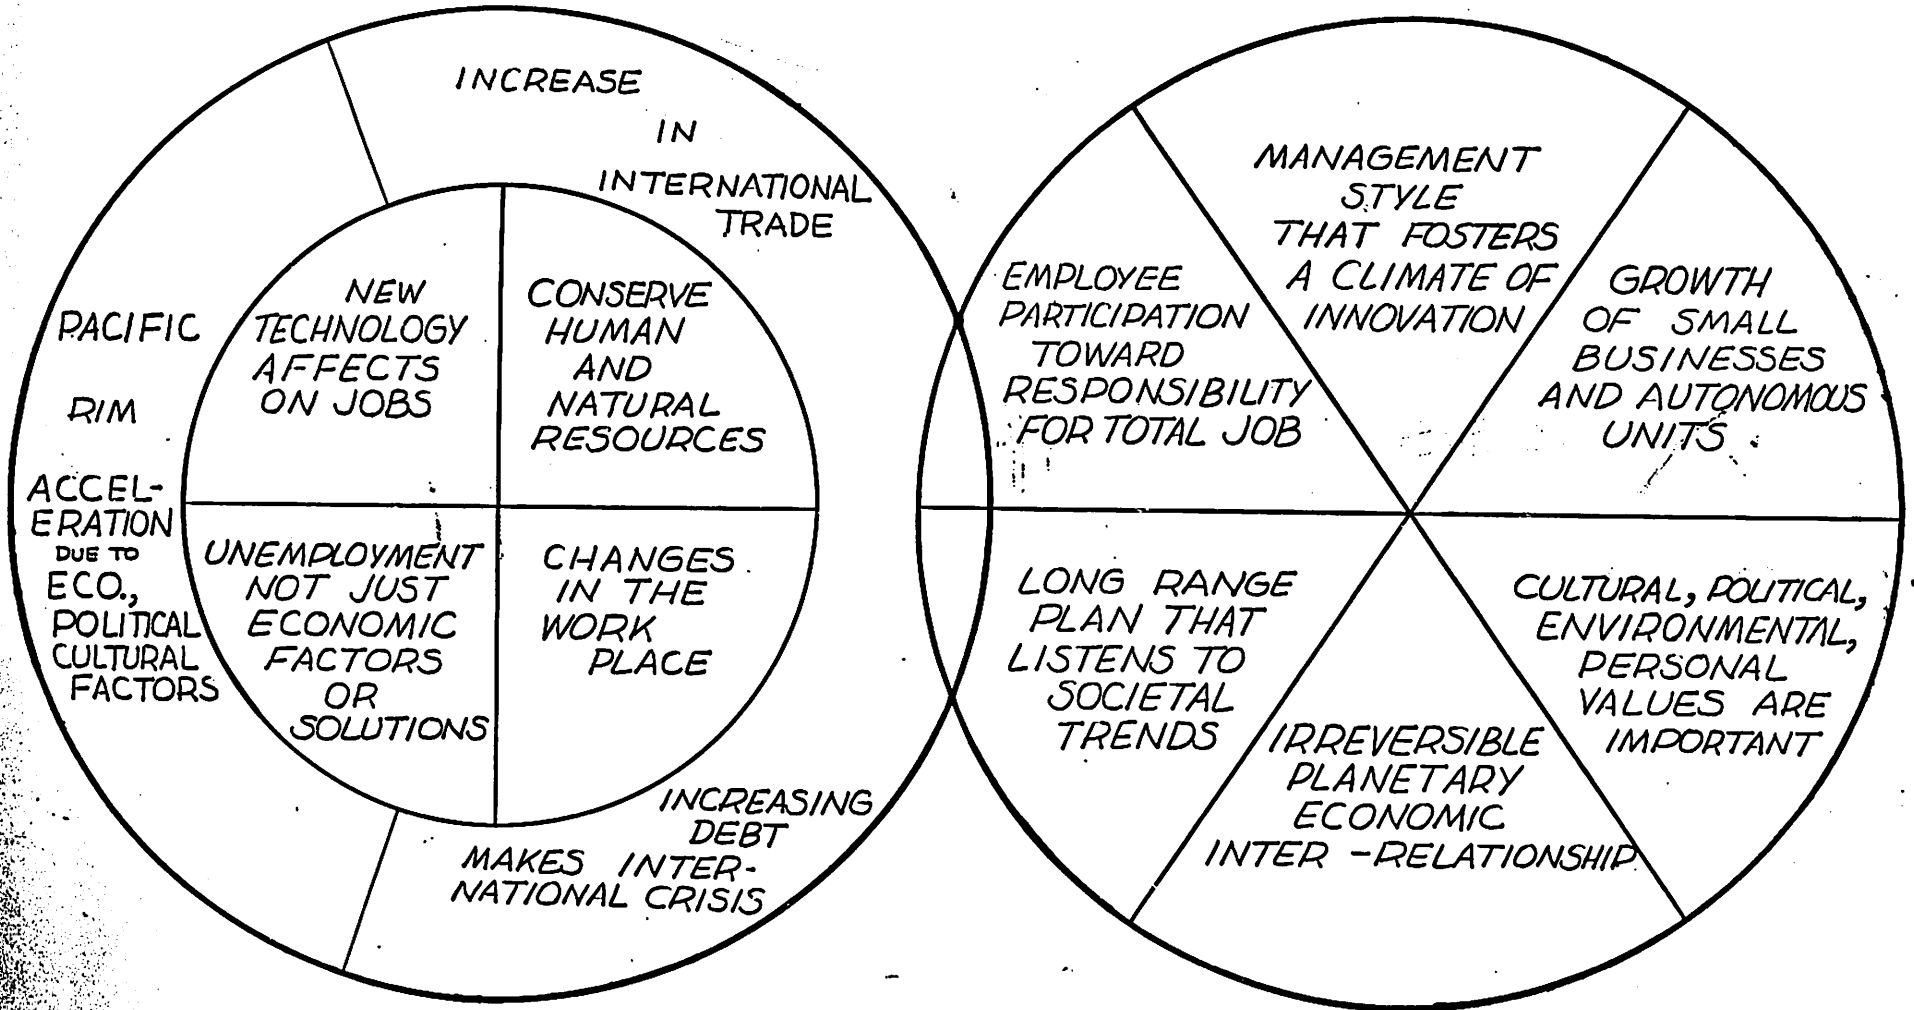 INCREASE
IN
INTERNATIONAL
TRADE
PACIFIC
RIM
ACCEL-
ERATION
DUE TO
ECO.,
POLITICAL
CULTURAL
FACTORS
NEW
TECHNOLOGY
AFFECTS
ON JOBS
CONSERVE
HUMAN
AND
NATURAL
RESOURCES
UNEMPLOYMENT
NOT JUST
ECONOMIC
FACTORS
OR
SOLUTIONS
CHANGES
IN THE
WORK
PLACE
INCREASING
DEBT
MAKES INTER-
NATIONAL CRISIS
EMPLOYEE
PARTICIPATION
TOWARD
RESPONSIBILITY
FOR TOTAL JOB
MANAGEMENT
STYLE
THAT FOSTERS
A CLIMATE OF
INNOVATION
GROWTH
OF SMALL
BUSINESSES
AND AUTONOMOUS
UNITS
LONG RANGE
PLAN THAT
LISTENS TO
SOCIETAL
TRENDS
IRREVERSIBLE
PLANETARY
ECONOMIC
INTER-RELATIONSHIP
CULTURAL, POLITICAL,
ENVIRONMENTAL,
PERSONAL
VALUES ARE
IMPORTANT